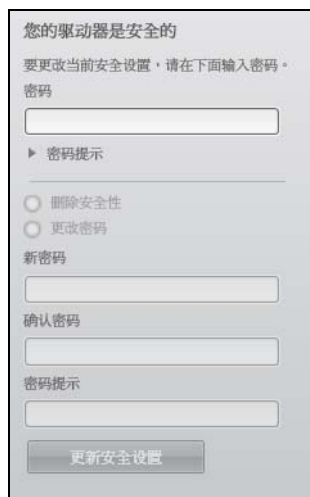 您的驱动器是安全的
要更改当前安全设置，请在下面输入密码。
密码
密码提示
删除安全性
更改密码
新密码
确认密码
密码提示
更新安全设置